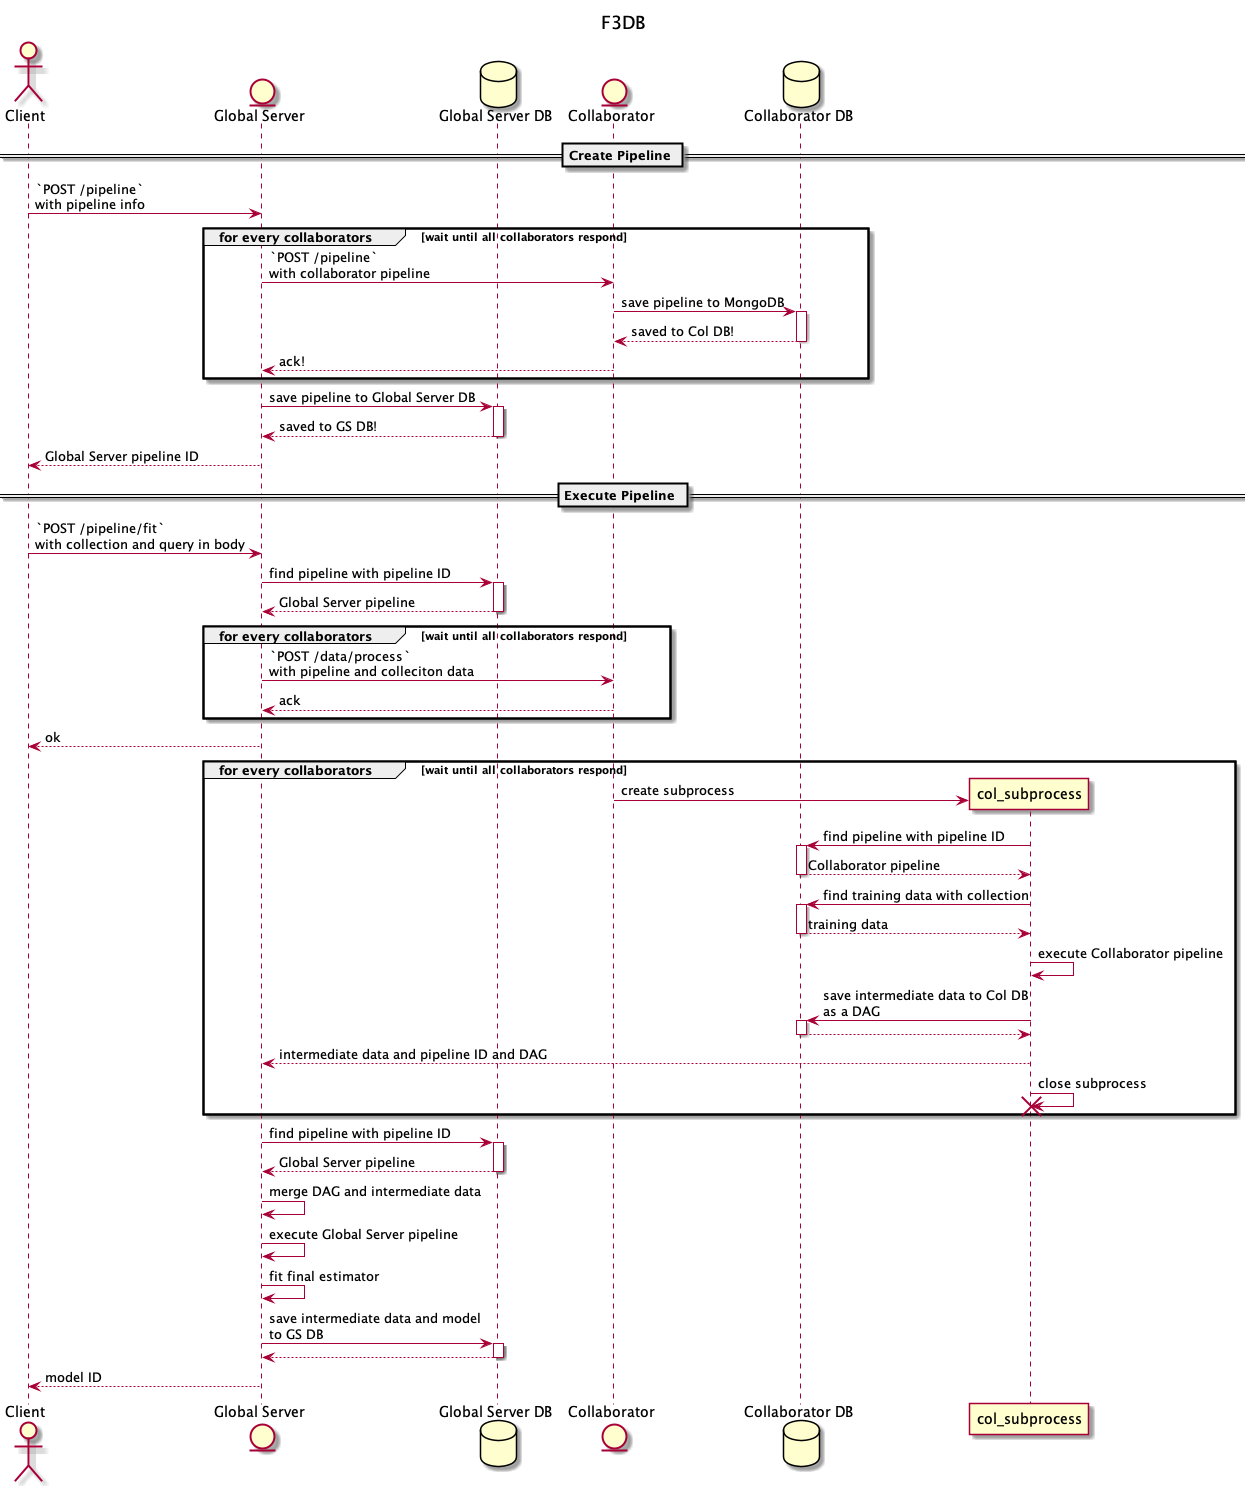 F3DB
Client
Global Server
Global Server DB
Collaborator
Collaborator DB
Create Pipeline
`POST /pipeline`
with pipeline info
for every collaborators
[wait until all collaborators respond]
`POST /pipeline`
with collaborator pipeline
save pipeline to MongoDB
saved to Col DB!
ack!
save pipeline to Global Server DB
saved to GS DB!
Global Server pipeline ID
Execute Pipeline
`POST /pipeline/fit`
with collection and query in body
find pipeline with pipeline ID
Global Server pipeline
for every collaborators
[wait until all collaborators respond]
`POST /data/process`
with pipeline and colleciton data
ack
ok
for every collaborators
[wait until all collaborators respond]
create subprocess
col_subprocess
find pipeline with pipeline ID
Collaborator pipeline
find training data with collection
training data
execute Collaborator pipeline
save intermediate data to Col DB
as a DAG
intermediate data and pipeline ID and DAG
close subprocess
find pipeline with pipeline ID
Global Server pipeline
merge DAG and intermediate data
execute Global Server pipeline
fit final estimator
save intermediate data and model
to GS DB
model ID
Client
Global Server
Global Server DB
Collaborator
Collaborator DB
col_subprocess